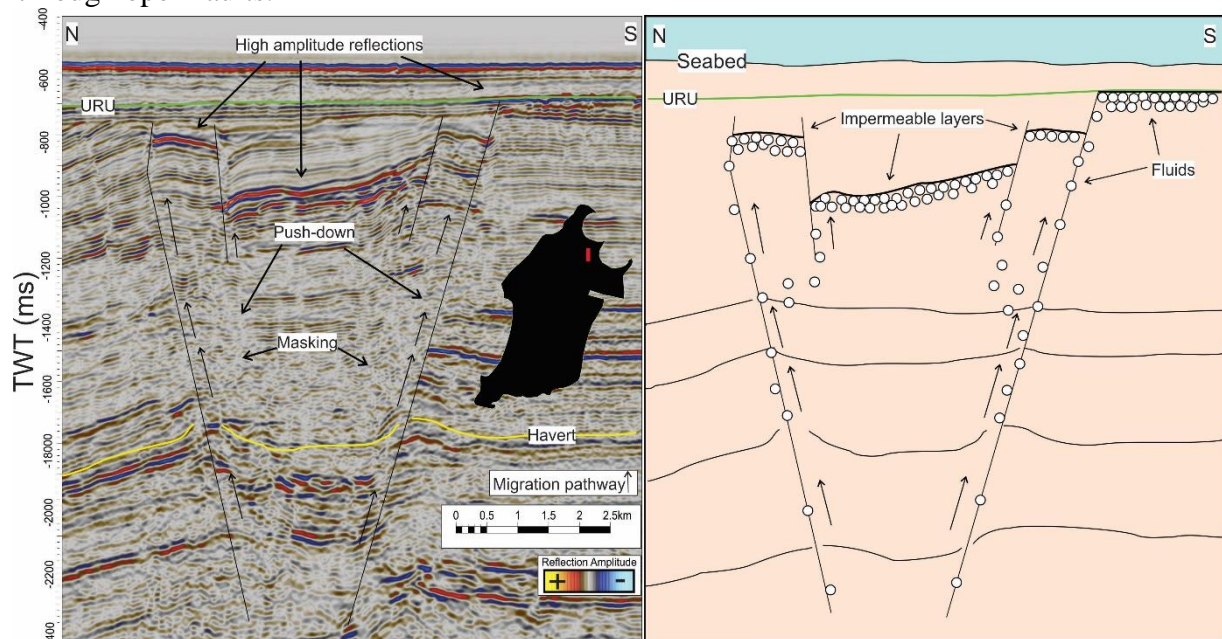 N
High amplitude reflections
S
URU
Push-down
Masking
Havert
Migration pathway
0 0.5 1.5 2 2.5km
Reflection Amplitude
+ -
TWT (ms)
-400
-600
-800
-1000
-1200
-1400
-1600
-18000
-2000
-2200
400
N
S
Seabed
URU
Impermeable layers
Fluids